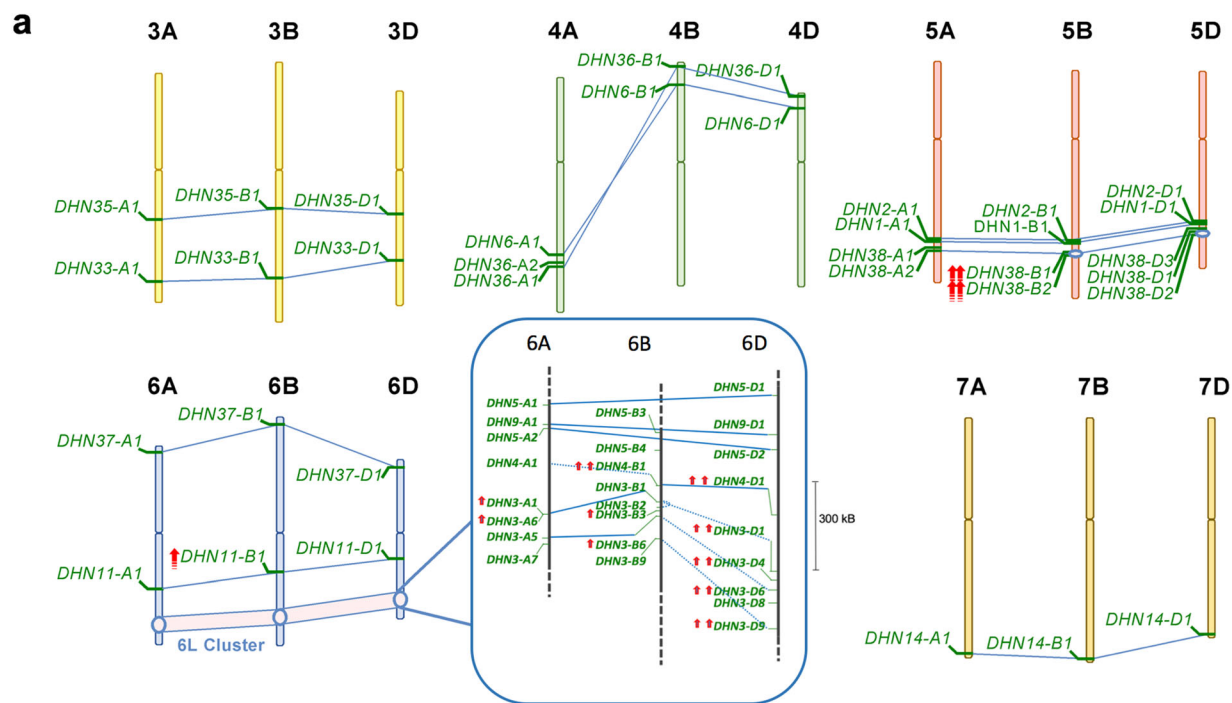 a
3A 3B 3D
DHN35-A1
DHN35-B1
DHN35-D1
DHN33-A1
DHN33-B1
DHN33-D1
4A 4B 4D
DHN36-B1
DHN6-B1
DHN36-D1
DHN6-D1
DHN6-A1
DHN36-A2
DHN36-A1
5A 5B 5D
DHN2-A1
DHN1-A1
DHN38-A1
DHN38-A2
DHN2-B1
DHN1-B1
DHN38-B1
DHN38-B2
DHN2-D1
DHN1-D1
DHN38-D3
DHN38-D1
DHN38-D2
6A 6B 6D
DHN37-A1
DHN37-B1
DHN37-D1
DHN11-A1
DHN11-B1
DHN11-D1
6L Cluster
6A 6B 6D
DHN5-A1
DHN9-A1
DHN5-A2
DHN4-A1
DHN3-A1
DHN3-A6
DHN3-A5
DHN3-A7
DHN5-B3
DHN5-B4
DHN4-B1
DHN3-B1
DHN3-B2
DHN3-B3
DHN3-B6
DHN3-B9
DHN5-D1
DHN9-D1
DHN5-D2
DHN4-D1
DHN3-D1
DHN3-D4
DHN3-D6
DHN3-D8
DHN3-D9
300 kB
7A 7B 7D
DHN14-A1
DHN14-B1
DHN14-D1